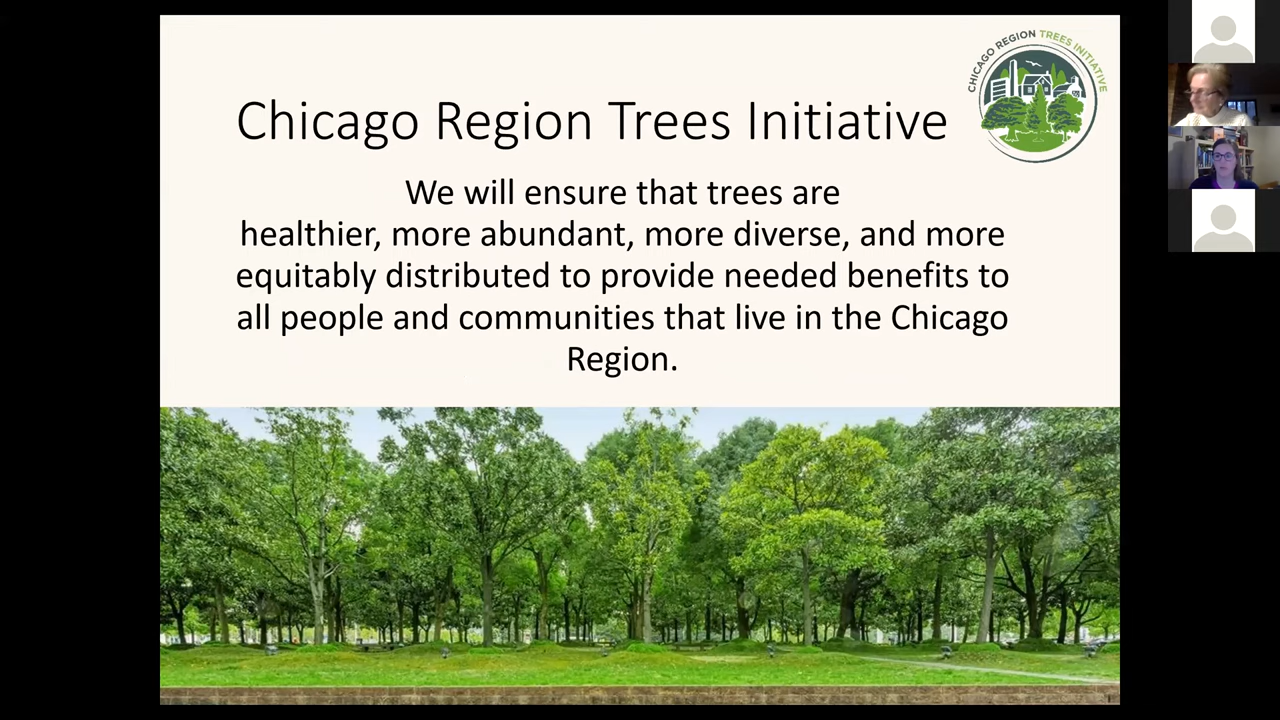 CHICAGO REGION TREES INITIATIVE
Chicago Region Trees Initiative
We will ensure that trees are
healthier, more abundant, more diverse, and more
equitably distributed to provide needed benefits to
all people and communities that live in the Chicago
Region.